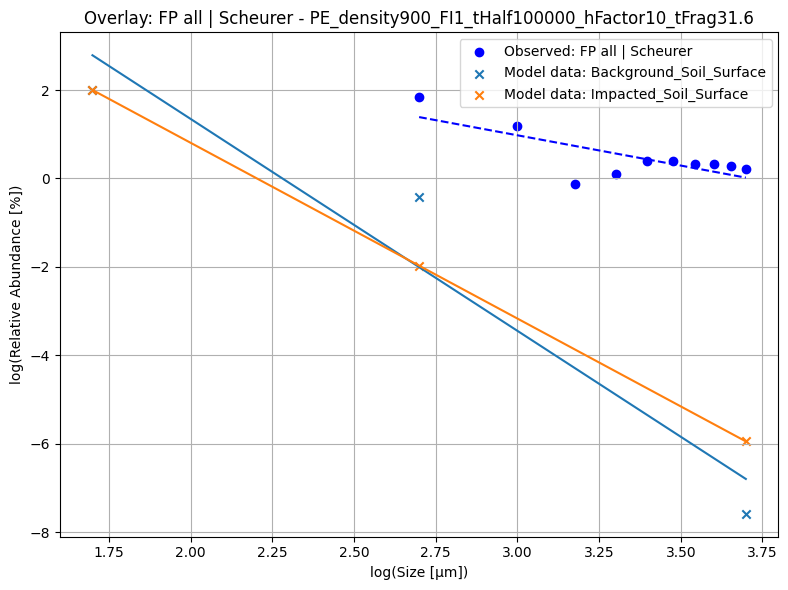 Overlay: FP all | Scheurer - PE_density900_FI1_tHalf100000_hFactor10_tFrag31.6
Observed: FP all | Scheurer
Model data: Background_Soil_Surface
Model data: Impacted_Soil_Surface
log(Relative Abundance [%])
2
0
−2
−4
−6
−8
1.75 2.00 2.25 2.50 2.75 3.00 3.25 3.50 3.75
log(Size [μm])